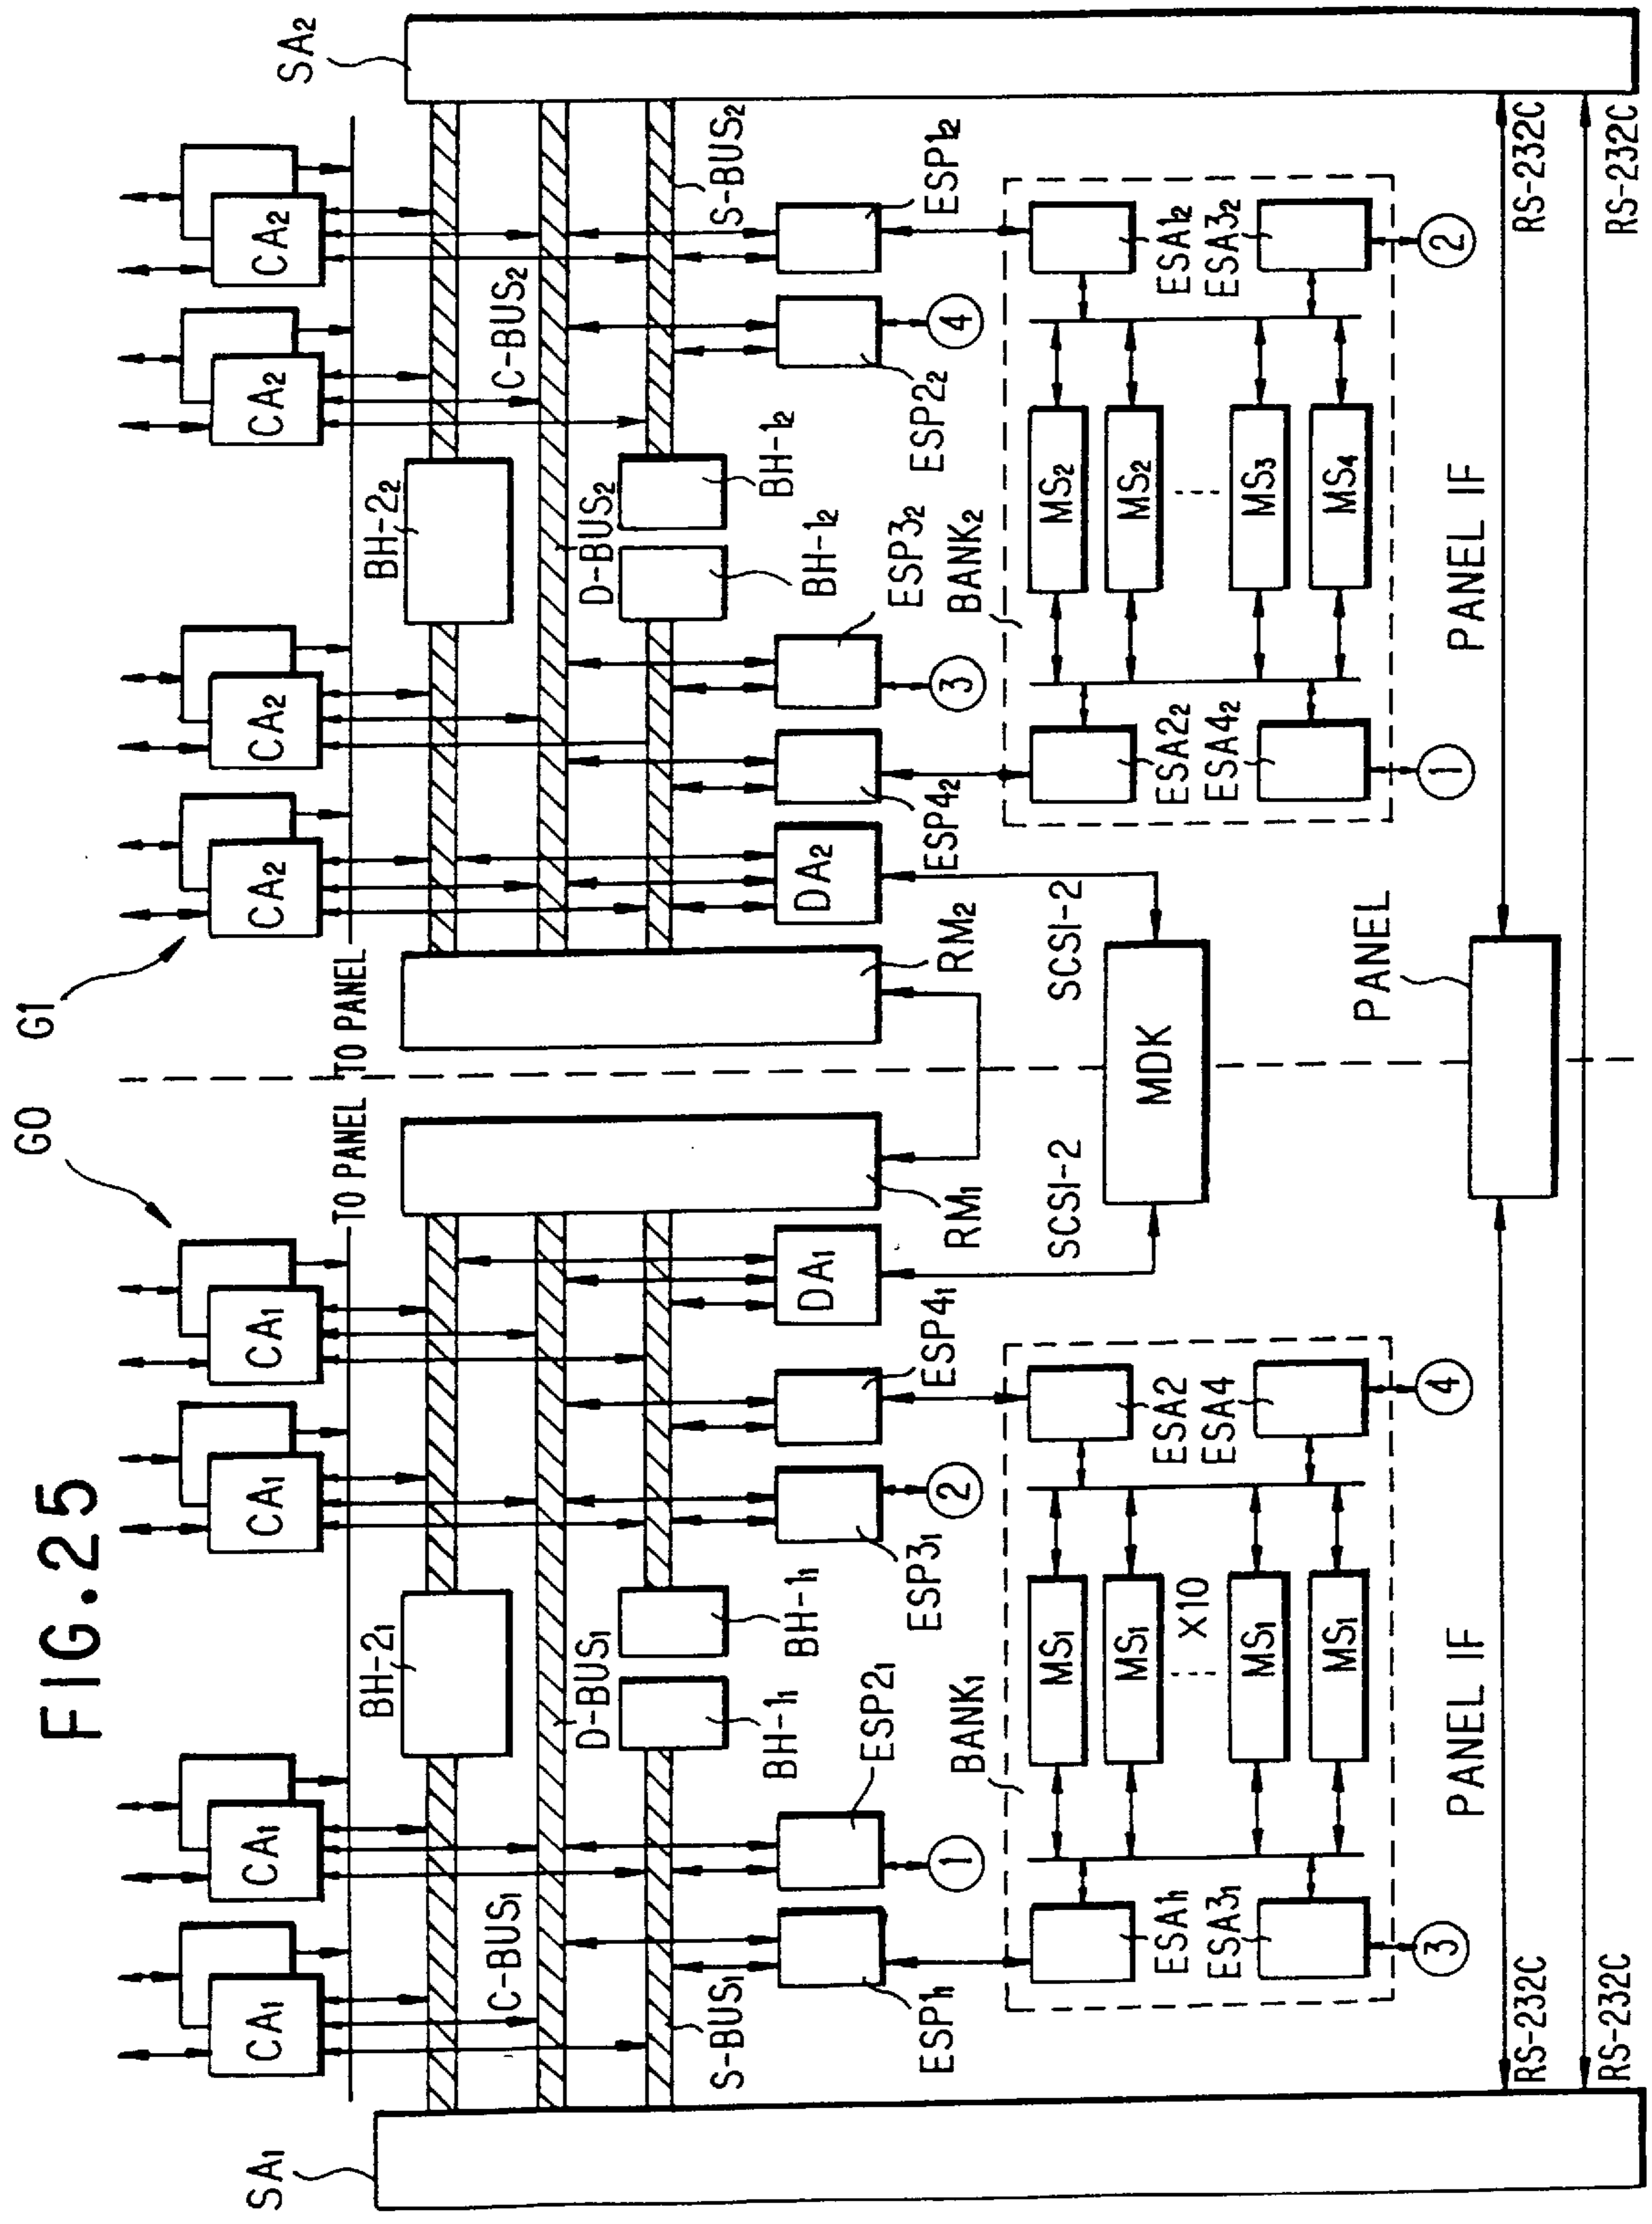 FIG.25
G0
G1
SA1
SA2
CA1
CA1
CA1
CA1
CA2
CA2
CA2
CA2
TO PANEL
TO PANEL
BH-21
BH-22
C-BUS1
C-BUS2
D-BUS1
D-BUS2
S-BUS1
S-BUS2
BH-11
BH-11
BH-12
BH-12
RM1
RM2
ESP11
ESP21
ESP31
ESP41
DA1
DA2
ESP42
ESP32
ESP22
ESP12
1
2
3
4
BANK1
BANK2
SCSI-2
SCSI-2
MDK
ESA11
ESA31
ESA2
ESA4
ESA22
ESA42
ESA12
ESA32
MS1
MS1
X10
MS1
MS1
MS2
MS2
MS3
MS4
3
4
1
2
PANEL IF
PANEL
PANEL IF
RS-232C
RS-232C
RS-232C
RS-232C